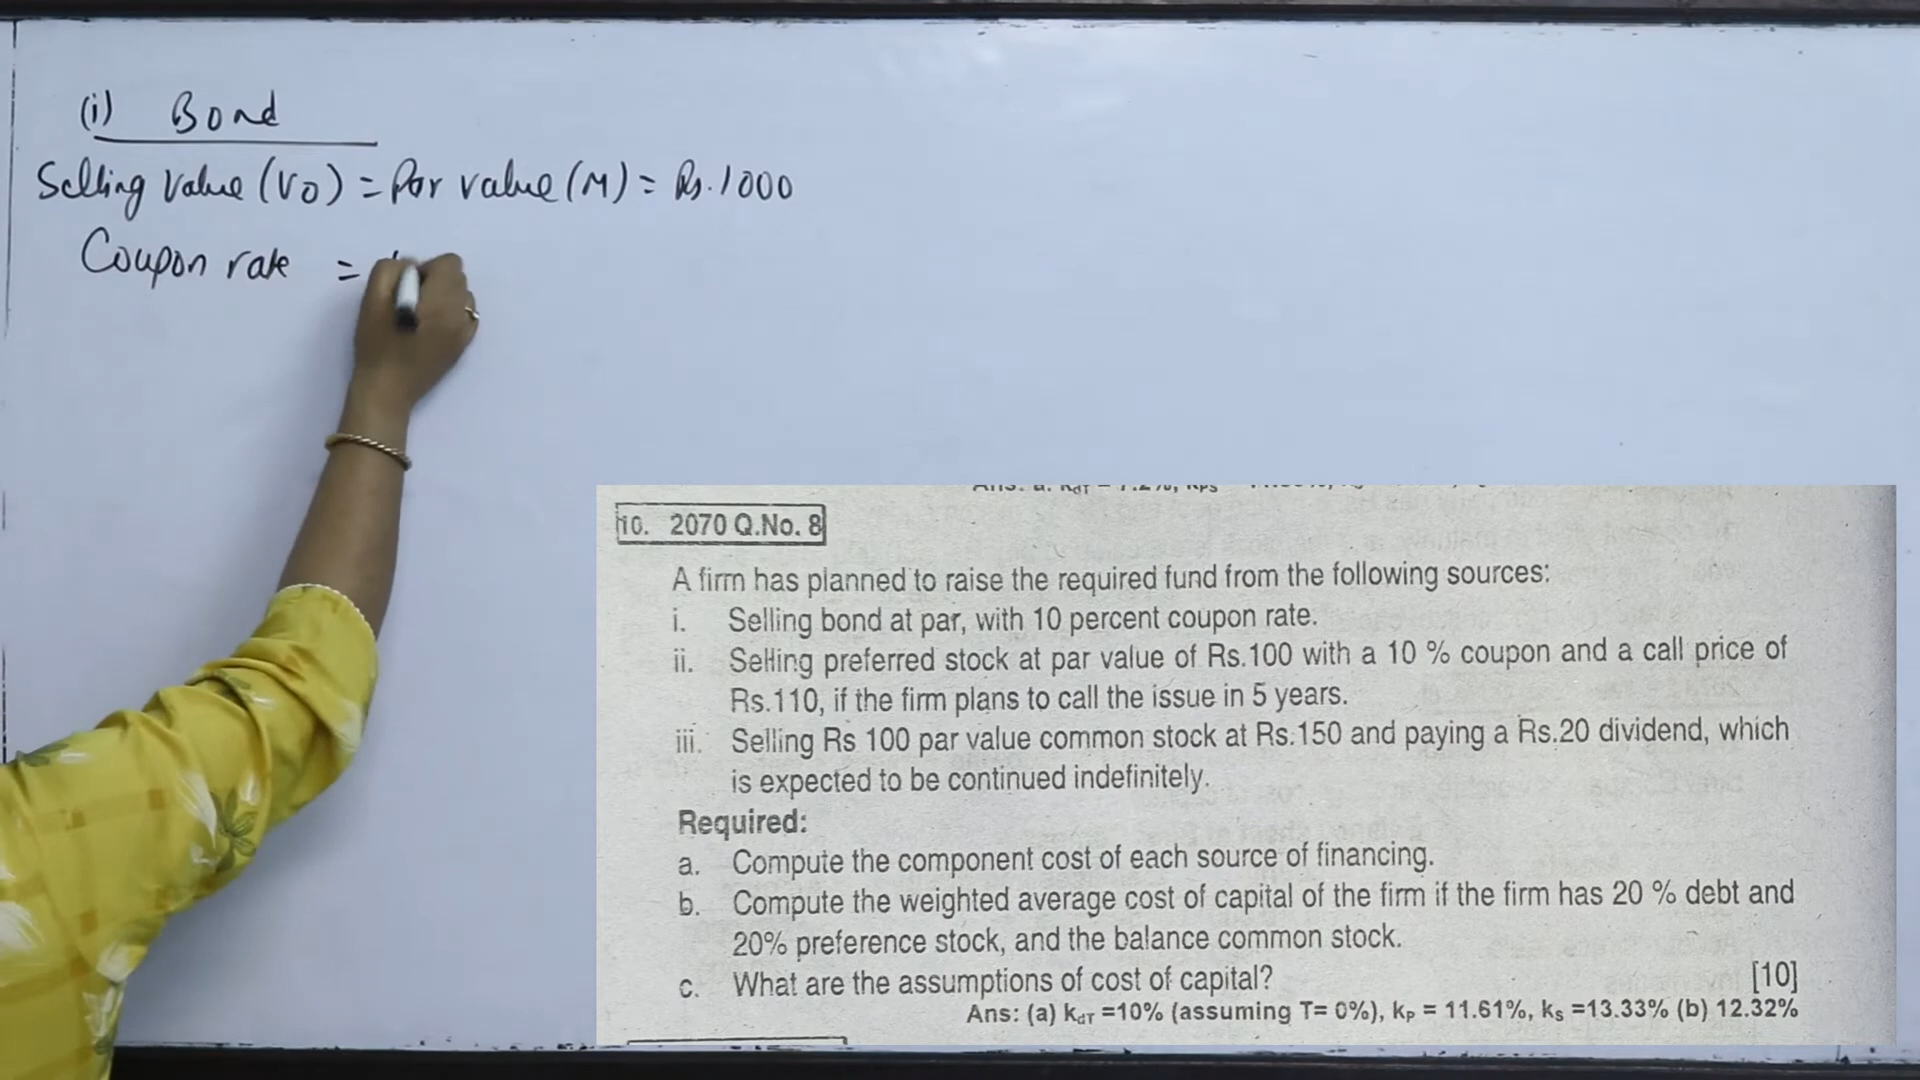 (i) Bond
Selling Value (V0) = Par value (M) = Rs. 1000
Coupon rate =
10. 2070 Q.No. 8
A firm has planned to raise the required fund from the following sources:
i. Selling bond at par, with 10 percent coupon rate.
ii. Selling preferred stock at par value of Rs.100 with a 10 % coupon and a call price of
Rs.110, if the firm plans to call the issue in 5 years.
iii. Selling Rs 100 par value common stock at Rs.150 and paying a Rs.20 dividend, which
is expected to be continued indefinitely.
Required:
a. Compute the component cost of each source of financing.
b. Compute the weighted average cost of capital of the firm if the firm has 20 % debt and
20% preference stock, and the balance common stock.
c. What are the assumptions of cost of capital? [10]
Ans: (a) kdT =10% (assuming T= 0%), kP = 11.61%, ks =13.33% (b) 12.32%